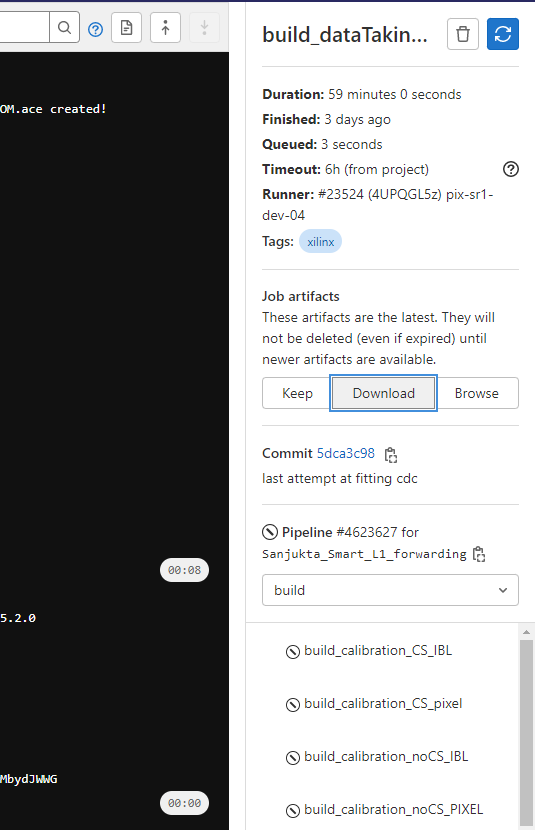 OM.ace created!
00:08
5.2.0
MbydJWWG
00:00
build_dataTakin...
Duration: 59 minutes 0 seconds
Finished: 3 days ago
Queued: 3 seconds
Timeout: 6h (from project)
Runner: #23524 (4UPQGL5z) pix-sr1-
dev-04
Tags: xilinx
Job artifacts
These artifacts are the latest. They will
not be deleted (even if expired) until
newer artifacts are available.
Keep Download Browse
Commit 5dca3c98
last attempt at fitting cdc
Pipeline #4623627 for
Sanjukta_Smart_L1_forwarding
build
build_calibration_CS_IBL
build_calibration_CS_pixel
build_calibration_noCS_IBL
build_calibration_noCS_PIXEL